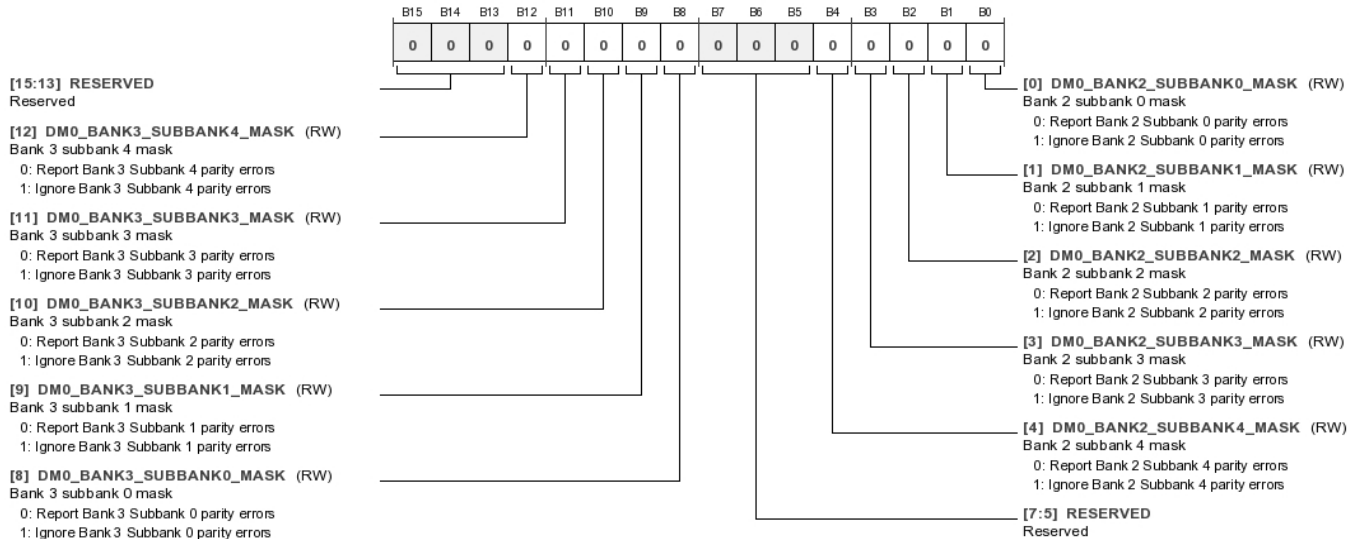 B15 B14 B13 B12 B11 B10 B9 B8 B7 B6 B5 B4 B3 B2 B1 B0
0 0 0 0 0 0 0 0 0 0 0 0 0 0 0 0
[15:13] RESERVED
Reserved
[12] DM0_BANK3_SUBBANK4_MASK (RW)
Bank 3 subbank 4 mask
0: Report Bank 3 Subbank 4 parity errors
1: Ignore Bank 3 Subbank 4 parity errors
[11] DM0_BANK3_SUBBANK3_MASK (RW)
Bank 3 subbank 3 mask
0: Report Bank 3 Subbank 3 parity errors
1: Ignore Bank 3 Subbank 3 parity errors
[10] DM0_BANK3_SUBBANK2_MASK (RW)
Bank 3 subbank 2 mask
0: Report Bank 3 Subbank 2 parity errors
1: Ignore Bank 3 Subbank 2 parity errors
[9] DM0_BANK3_SUBBANK1_MASK (RW)
Bank 3 subbank 1 mask
0: Report Bank 3 Subbank 1 parity errors
1: Ignore Bank 3 Subbank 1 parity errors
[8] DM0_BANK3_SUBBANK0_MASK (RW)
Bank 3 subbank 0 mask
0: Report Bank 3 Subbank 0 parity errors
1: Ignore Bank 3 Subbank 0 parity errors
[0] DM0_BANK2_SUBBANK0_MASK (RW)
Bank 2 subbank 0 mask
0: Report Bank 2 Subbank 0 parity errors
1: Ignore Bank 2 Subbank 0 parity errors
[1] DM0_BANK2_SUBBANK1_MASK (RW)
Bank 2 subbank 1 mask
0: Report Bank 2 Subbank 1 parity errors
1: Ignore Bank 2 Subbank 1 parity errors
[2] DM0_BANK2_SUBBANK2_MASK (RW)
Bank 2 subbank 2 mask
0: Report Bank 2 Subbank 2 parity errors
1: Ignore Bank 2 Subbank 2 parity errors
[3] DM0_BANK2_SUBBANK3_MASK (RW)
Bank 2 subbank 3 mask
0: Report Bank 2 Subbank 3 parity errors
1: Ignore Bank 2 Subbank 3 parity errors
[4] DM0_BANK2_SUBBANK4_MASK (RW)
Bank 2 subbank 4 mask
0: Report Bank 2 Subbank 4 parity errors
1: Ignore Bank 2 Subbank 4 parity errors
[7:5] RESERVED
Reserved